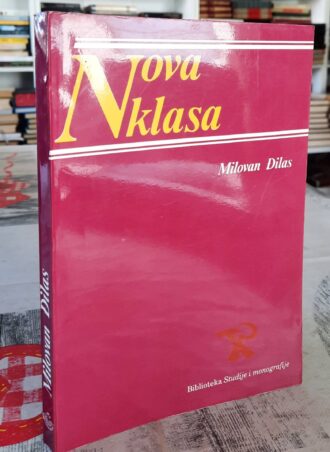 Nova
klasa
Milovan Đilas
Biblioteka Studije i monografije
Milovan Đilas